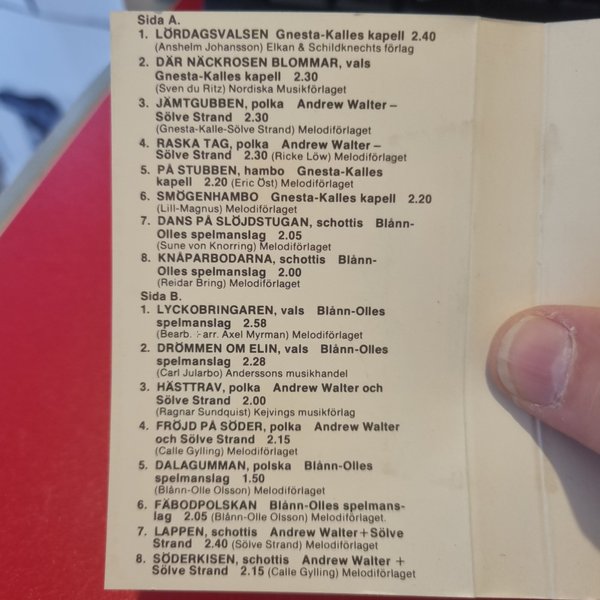 Sida A.
1. LÖRDAGSVALSEN Gnesta-Kalles kapell 2.40
(Anshelm Johansson) Elkan & Schildknechts förlag
2. DÄR NÄCKROSEN BLOMMAR, vals
Gnesta-Kalles kapell 2.30
(Sven du Ritz) Nordiska Musikförlaget
3. JÄMTGUBBEN, polka Andrew Walter –
Sölve Strand 2.30
(Gnesta-Kalle-Sölve Strand) Melodiförlaget
4. RASKA TAG, polka Andrew Walter –
Sölve Strand 2.30 (Ricke Löw) Melodiförlaget
5. PÅ STUBBEN, hambo Gnesta-Kalles
kapell 2.20 (Eric Öst) Melodiförlaget
6. SMÖGENHAMBO Gnesta-Kalles kapell 2.20
(Lill-Magnus) Melodiförlaget
7. DANS PÅ SLÖJDSTUGAN, schottis Blånn-
Olles spelmanslag 2.05
(Sune von Knorring) Melodiförlaget
8. KNÅPARBODARNA, schottis Blånn-
Olles spelmanslag 2.00
(Reidar Bring) Melodiförlaget
Sida B.
1. LYCKOBRINGAREN, vals Blånn-Olles
spelmanslag 2.58
(Bearb. :- arr. Axel Myrman) Melodiförlaget
2. DRÖMMEN OM ELIN, vals Blånn-Olles
spelmanslag 2.28
(Carl Jularbo) Anderssons musikhandel
3. HÄSTTRAV, polka Andrew Walter och
Sölve Strand 2.00
(Ragnar Sundquist) Kejvings musikförlag
4. FRÖJD PÅ SÖDER, polka Andrew Walter
och Sölve Strand 2.15
(Calle Gylling) Melodiförlaget
5. DALAGUMMAN, polska Blånn-Olles
spelmanslag 1.50
(Blånn-Olle Olsson) Melodiförlaget
6. FÄBODPOLSKAN Blånn-Olles spelmans-
lag 2.05 (Blånn-Olle Olsson) Melodiförlaget.
7. LAPPEN, schottis Andrew Walter + Sölve
Strand 2.40 (Sölve Strand) Melodiförlaget
8. SÖDERKISEN, schottis Andrew Walter +
Sölve Strand 2.15 (Calle Gylling) Melodiförlaget